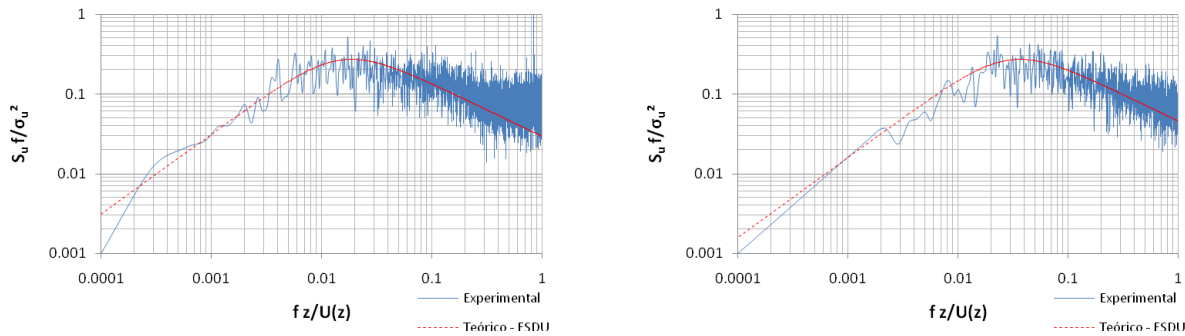 1
0.1
0.01
0.001
0.0001
0.001
0.01
0.1
1
S_u f/σ_u²
f z/U(z)
Experimental
Teórico - ESDU
1
0.1
0.01
0.001
0.0001
0.001
0.01
0.1
1
S_u f/σ_u²
f z/U(z)
Experimental
Teórico - ESDU